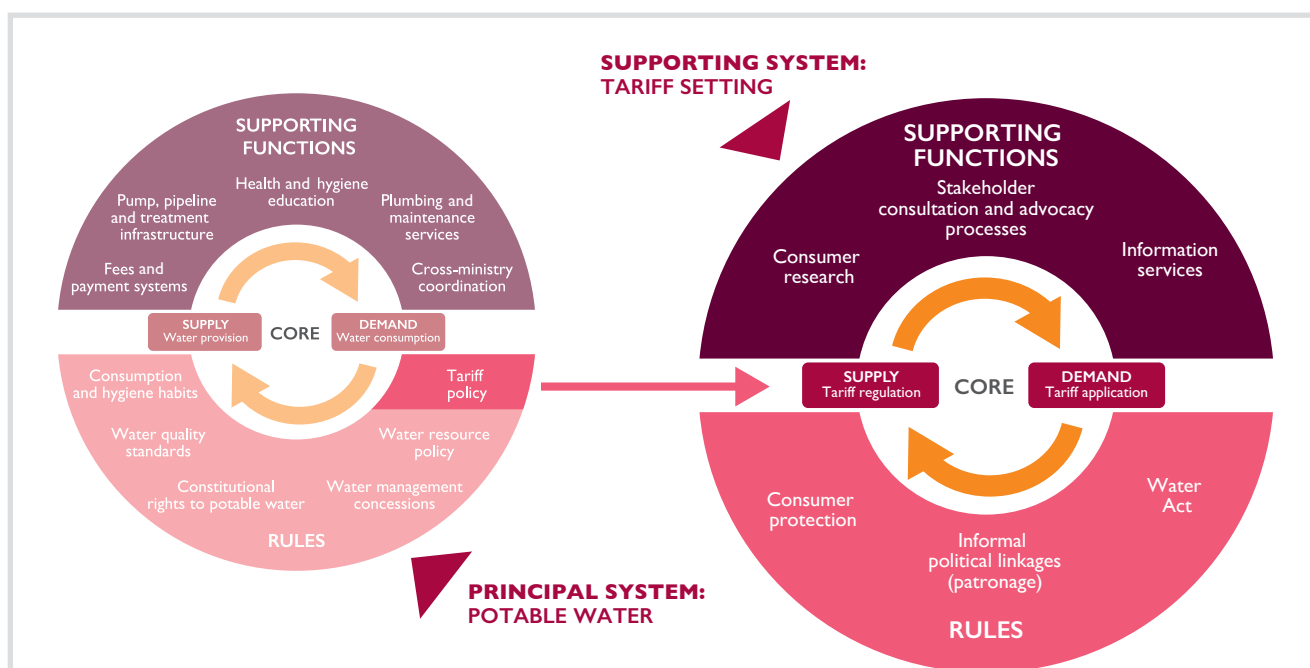 SUPPORTING SYSTEM:
TARIFF SETTING
SUPPORTING
FUNCTIONS
Health and hygiene
education
Pump, pipeline
and treatment
infrastructure
Plumbing and
maintenance
services
Fees and
payment systems
Cross-ministry
coordination
SUPPLY
Water provision
CORE
DEMAND
Water consumption
Consumption
and hygiene habits
Tariff
policy
Water quality
standards
Water resource
policy
Constitutional
rights to potable water
Water management
concessions
RULES
PRINCIPAL SYSTEM:
POTABLE WATER
SUPPORTING
FUNCTIONS
Stakeholder
consultation and advocacy
processes
Consumer
research
Information
services
SUPPLY
Tariff regulation
CORE
DEMAND
Tariff application
Consumer
protection
Water
Act
Informal
political linkages
(patronage)
RULES